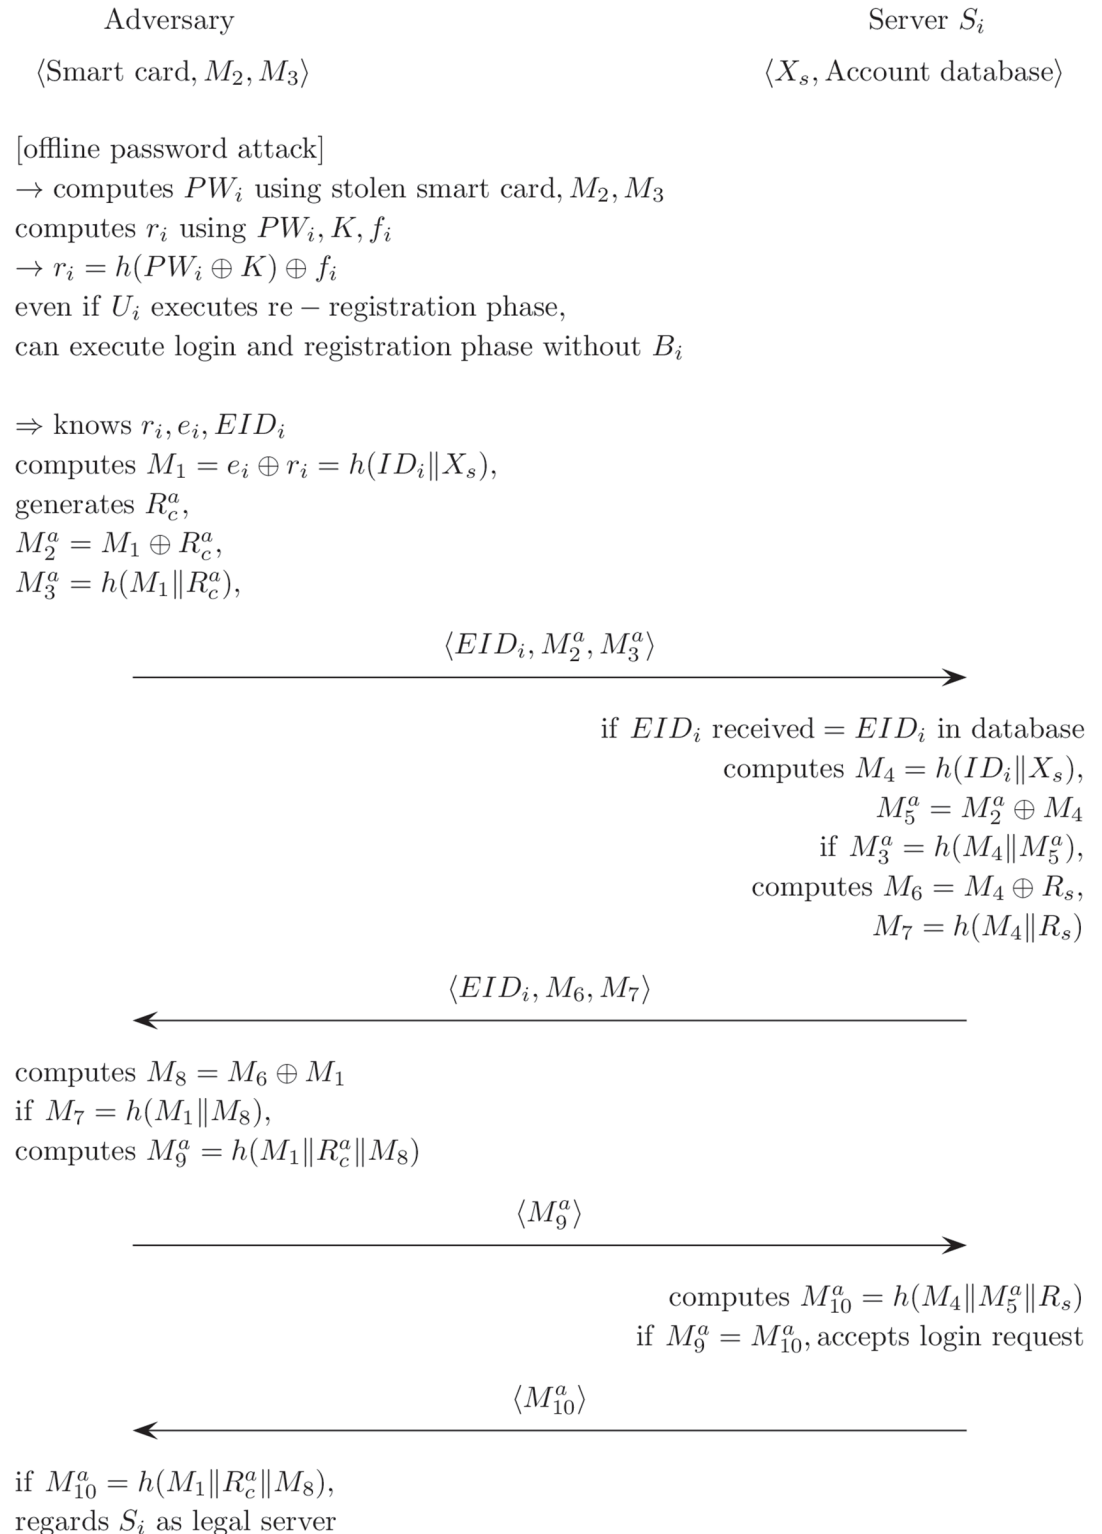 Adversary
Server S_i
⟨Smart card, M_2, M_3⟩
⟨X_s, Account database⟩
[offline password attack]
→ computes PW_i using stolen smart card, M_2, M_3
computes r_i using PW_i, K, f_i
→ r_i = h(PW_i ⊕ K) ⊕ f_i
even if U_i executes re − registration phase,
can execute login and registration phase without B_i
⇒ knows r_i, e_i, EID_i
computes M_1 = e_i ⊕ r_i = h(ID_i‖X_s),
generates R_c^a,
M_2^a = M_1 ⊕ R_c^a,
M_3^a = h(M_1‖R_c^a),
⟨EID_i, M_2^a, M_3^a⟩
if EID_i received = EID_i in database
computes M_4 = h(ID_i‖X_s),
M_5^a = M_2^a ⊕ M_4
if M_3^a = h(M_4‖M_5^a),
computes M_6 = M_4 ⊕ R_s,
M_7 = h(M_4‖R_s)
⟨EID_i, M_6, M_7⟩
computes M_8 = M_6 ⊕ M_1
if M_7 = h(M_1‖M_8),
computes M_9^a = h(M_1‖R_c^a‖M_8)
⟨M_9^a⟩
computes M_10^a = h(M_4‖M_5^a‖R_s)
if M_9^a = M_10^a, accepts login request
⟨M_10^a⟩
if M_10^a = h(M_1‖R_c^a‖M_8),
regards S_i as legal server